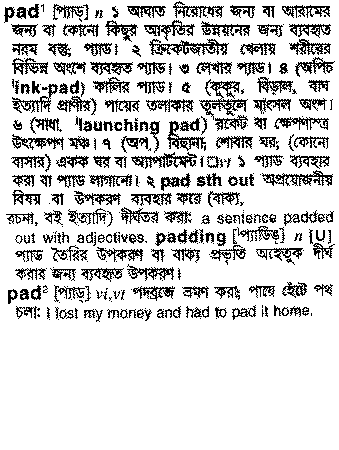 pad¹ [প্যাড্] n ১ আঘাত নিরোধের জন্য বা আরামের
জন্য বা কোনো কিছুর আকৃতির উন্নয়নের জন্য ব্যবহৃত
নরম বস্তু; প্যাড। ২ ক্রিকেটজাতীয় খেলায় শরীরের
বিভিন্ন অংশে ব্যবহৃত প্যাড। ৩ লেখার প্যাড। ৪ (অপিচ
ˈink-pad) কালির প্যাড। ৫ (কুকুর, বিড়াল, বাঘ
ইত্যাদি প্রাণীর) পায়ের তলাকার তুলতুলে মাংসল অংশ।
৬ (সাধা. ˈlaunching pad) রকেট বা ক্ষেপণাস্ত্র
উৎক্ষেপণ মঞ্চ। ৭ (অপ.) বিছানা; শোবার ঘর; (কোনো
বাসার) একক ঘর বা অ্যাপার্টমেন্ট। □vt ১ প্যাড ব্যবহার
করা বা প্যাড লাগানো। ২ pad sth out অপ্রয়োজনীয়
বিষয় বা উপকরণ ব্যবহার করে (বাক্য,
রচনা, বই ইত্যাদি) দীর্ঘতর করা: a sentence padded
out with adjectives. padding [ˈপ্যাডিঙ্] n [U]
প্যাড তৈরির উপকরণ বা বাক্য প্রভৃতি অহেতুক দীর্ঘ
করার জন্য ব্যবহৃত উপকরণ।
pad² [প্যাড্] vi,vt পদব্রজে ভ্রমণ করা; পায়ে হেঁটে পথ
চলা: I lost my money and had to pad it home.